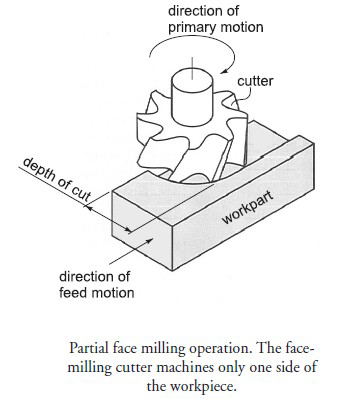 direction of
primary motion
cutter
depth of cut
workpart
direction of
feed motion
Partial face milling operation. The face-
milling cutter machines only one side of
the workpiece.